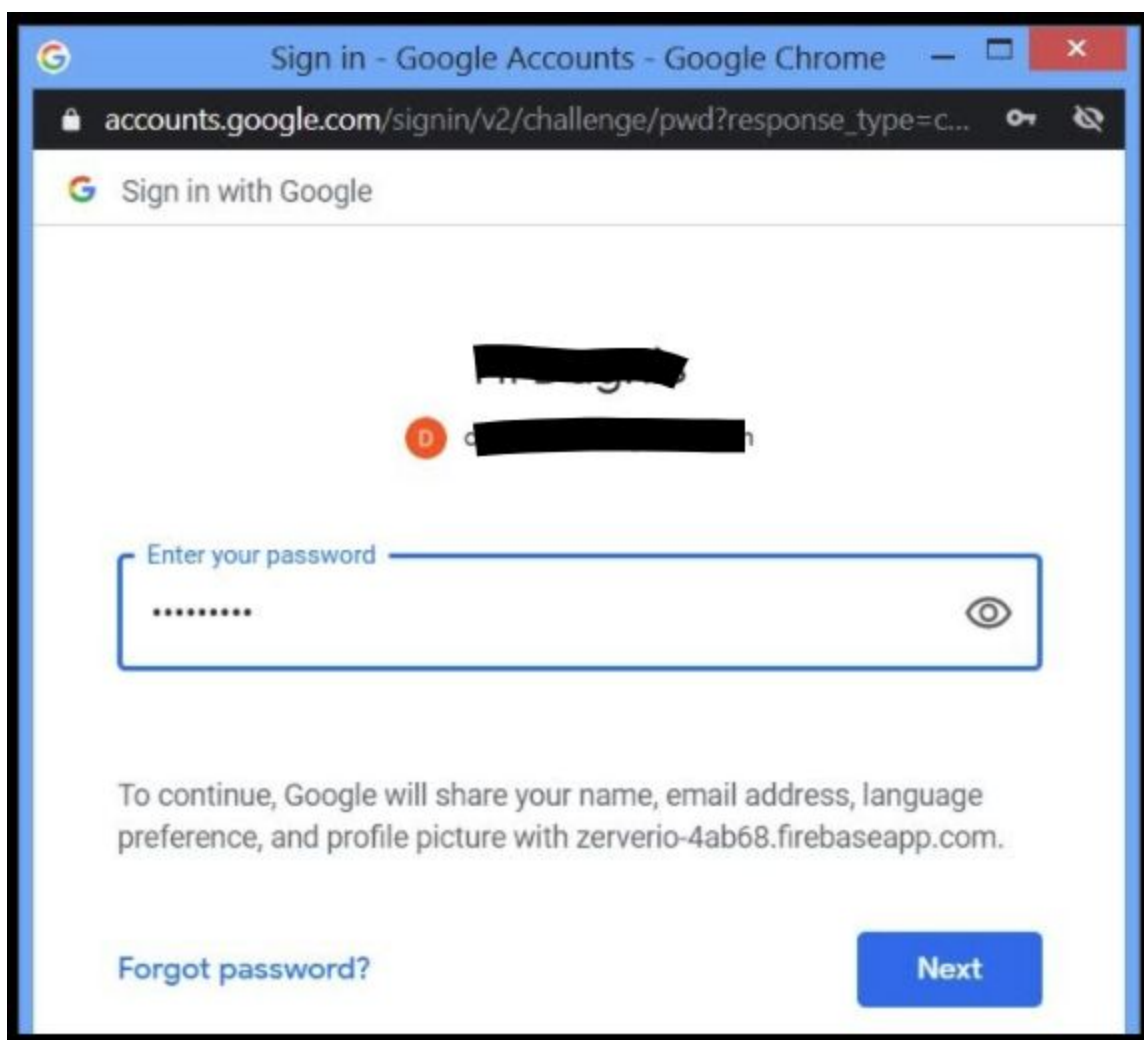 Sign in - Google Accounts - Google Chrome
accounts.google.com/signin/v2/challenge/pwd?response_type=c...
Sign in with Google
D
Enter your password
•••••••••
To continue, Google will share your name, email address, language
preference, and profile picture with zerverio-4ab68.firebaseapp.com.
Forgot password?
Next